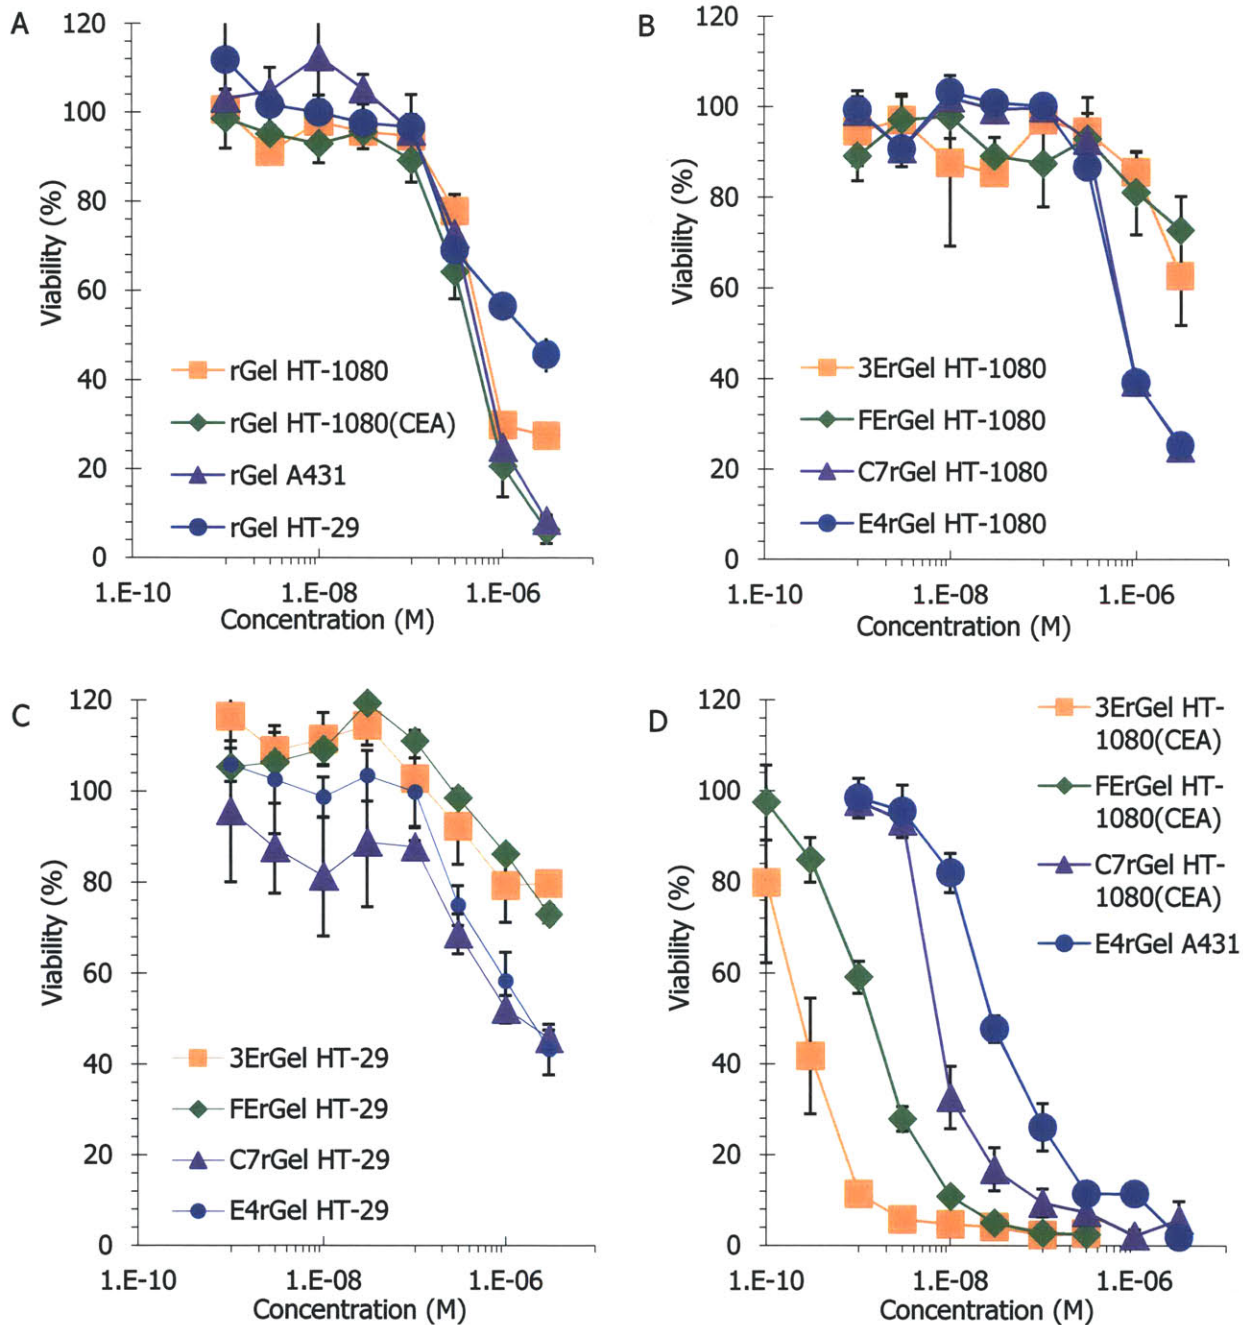 A
120
100
80
60
40
20
0
Viability (%)
rGel HT-1080
rGel HT-1080(CEA)
rGel A431
rGel HT-29
1.E-10
1.E-08
1.E-06
Concentration (M)
B
120
100
80
60
40
20
0
Viability (%)
3ErGel HT-1080
FErGel HT-1080
C7rGel HT-1080
E4rGel HT-1080
1.E-10
1.E-08
1.E-06
Concentration (M)
C
120
100
80
60
40
20
0
Viability (%)
3ErGel HT-29
FErGel HT-29
C7rGel HT-29
E4rGel HT-29
1.E-10
1.E-08
1.E-06
Concentration (M)
D
120
100
80
60
40
20
0
Viability (%)
3ErGel HT-
1080(CEA)
FErGel HT-
1080(CEA)
C7rGel HT-
1080(CEA)
E4rGel A431
1.E-10
1.E-08
1.E-06
Concentration (M)